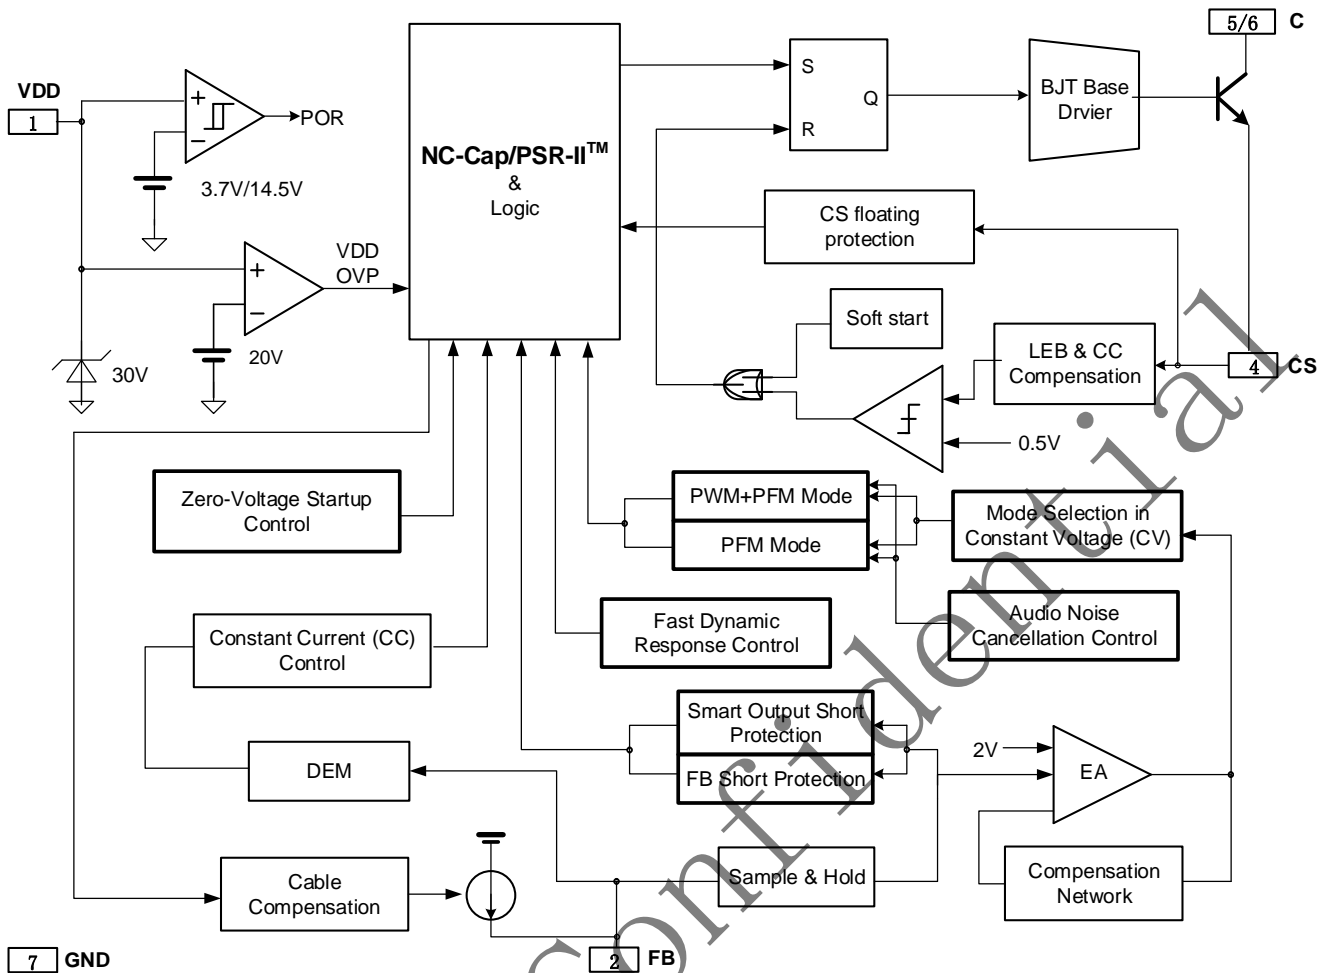 5/6 C
VDD
1
POR
3.7V/14.5V
VDD
OVP
20V
30V
NC-Cap/PSR-II™
&
Logic
S
R
Q
BJT Base
Drvier
CS floating
protection
Soft start
LEB & CC
Compensation
4 CS
0.5V
Zero-Voltage Startup
Control
PWM+PFM Mode
PFM Mode
Mode Selection in
Constant Voltage (CV)
Audio Noise
Cancellation Control
Fast Dynamic
Response Control
Constant Current (CC)
Control
Smart Output Short
Protection
FB Short Protection
DEM
2V
EA
Cable
Compensation
Sample & Hold
Compensation
Network
7 GND
2 FB
Confidential